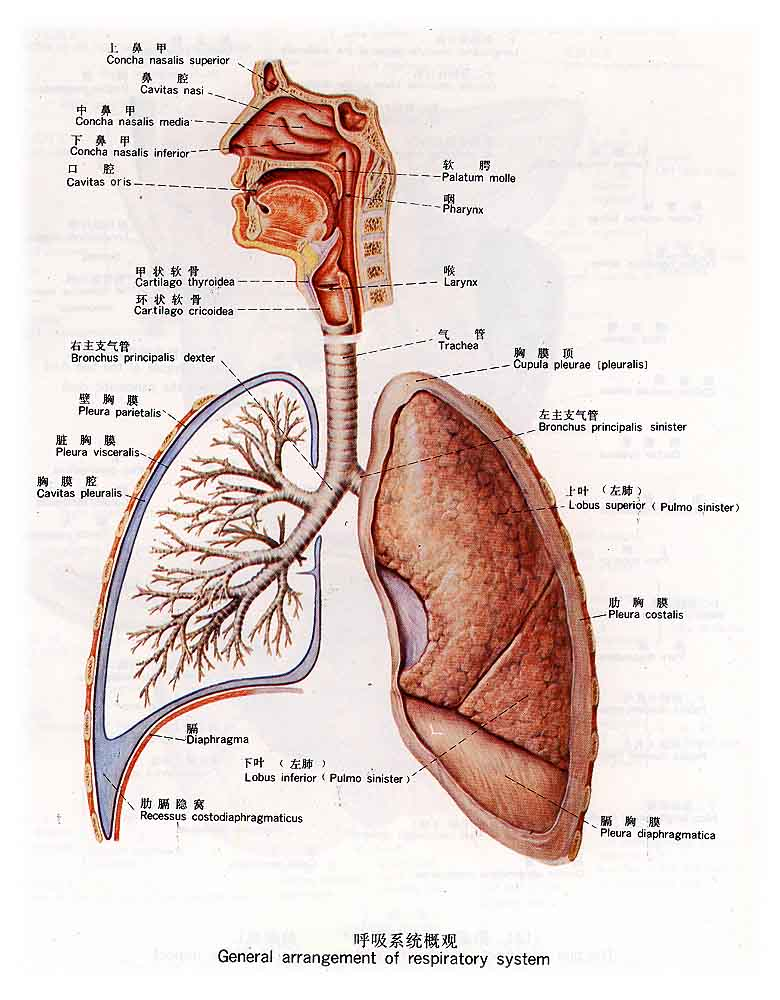 上鼻甲
Concha nasalis superior
鼻腔
Cavitas nasi
中鼻甲
Concha nasalis media
下鼻甲
Concha nasalis inferior
口腔
Cavitas oris
软腭
Palatum molle
咽
Pharynx
甲状软骨
Cartilago thyroidea
喉
Larynx
环状软骨
Cartilago cricoidea
气管
Trachea
右主支气管
Bronchus principalis dexter
胸膜顶
Cupula pleurae [pleuralis]
壁胸膜
Pleura parietalis
左主支气管
Bronchus principalis sinister
脏胸膜
Pleura visceralis
胸膜腔
Cavitas pleuralis
上叶（左肺）
Lobus superior (Pulmo sinister)
肋胸膜
Pleura costalis
膈
Diaphragma
下叶（左肺）
Lobus inferior (Pulmo sinister)
肋膈隐窝
Recessus costodiaphragmaticus
膈胸膜
Pleura diaphragmatica
呼吸系统概观
General arrangement of respiratory system